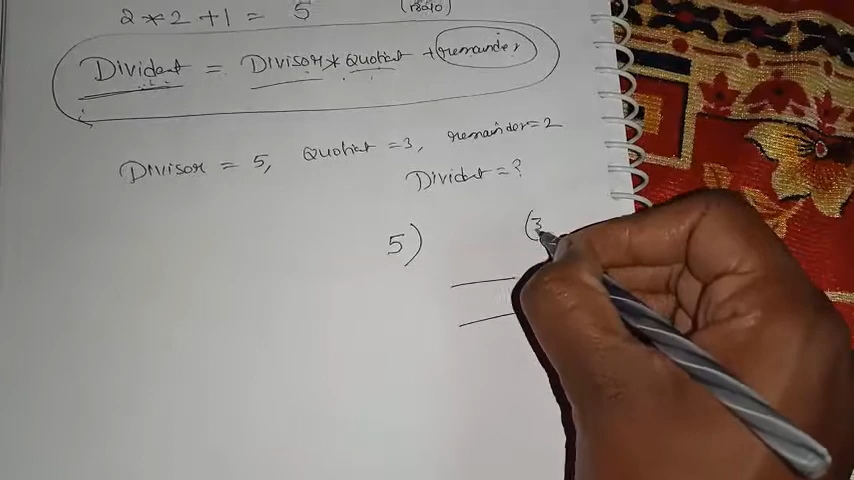 2 * 2 + 1 = 5
Divident = Divisor * Quotient + remainder
Divisor = 5, Quotient = 3, remainder = 2
Divident = ?
5) (3